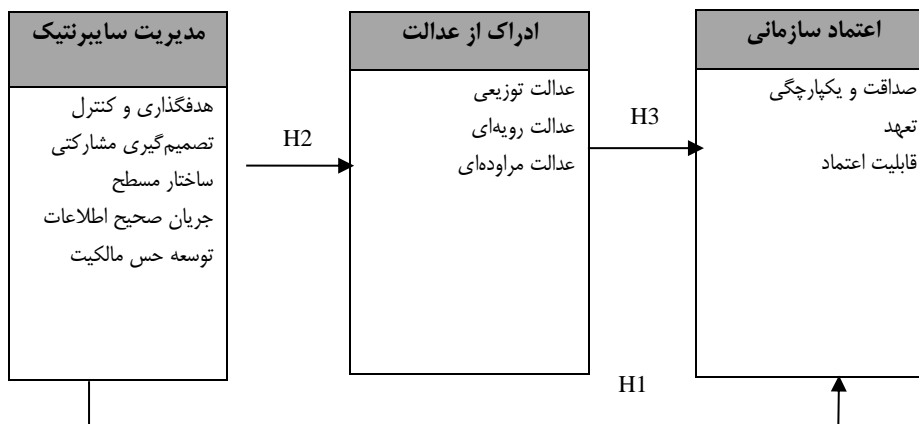 مدیریت سایبرنتیک
هدفگذاری و کنترل
تصمیم‌گیری مشارکتی
ساختار مسطح
جریان صحیح اطلاعات
توسعه حس مالکیت
H2
ادراک از عدالت
عدالت توزیعی
عدالت رویه‌ای
عدالت مراوده‌ای
H3
اعتماد سازمانی
صداقت و یکپارچگی
تعهد
قابلیت اعتماد
H1